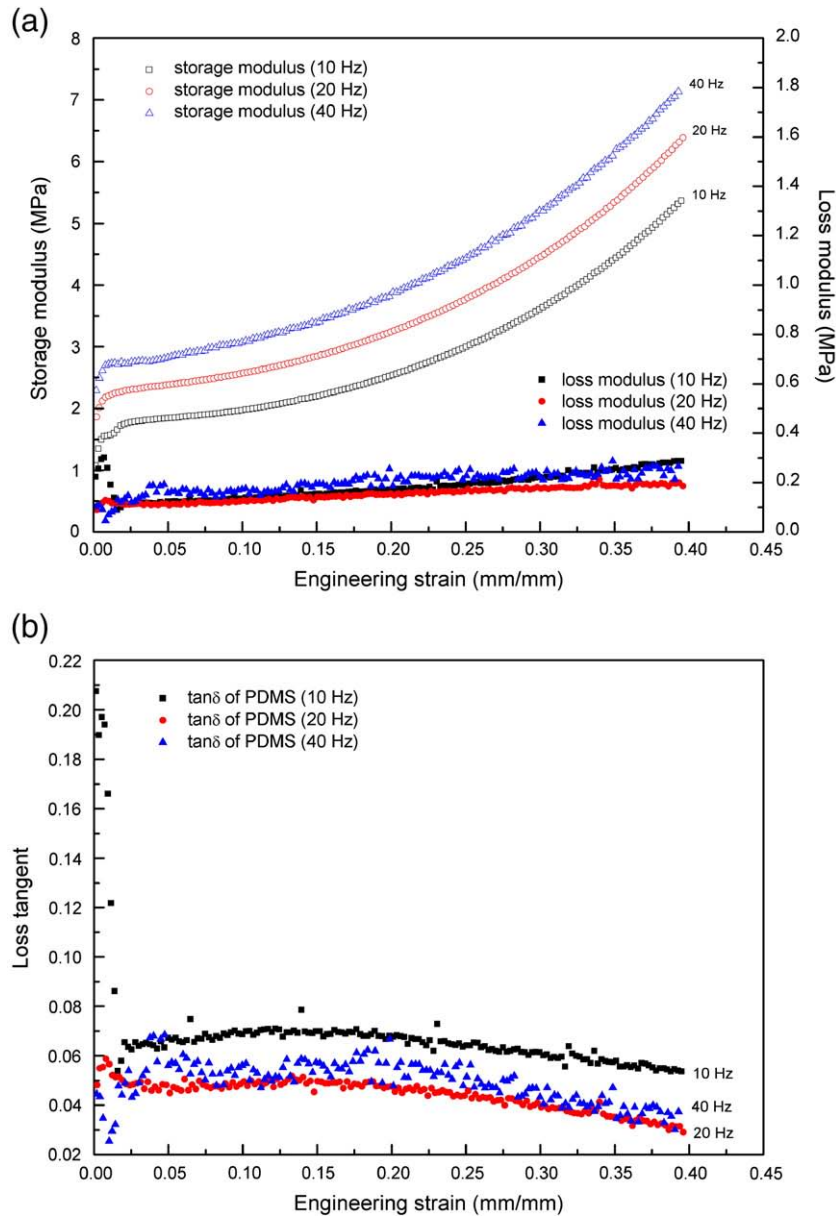 (a)
8
7
6
5
4
3
2
1
0
Storage modulus (MPa)
storage modulus (10 Hz)
storage modulus (20 Hz)
storage modulus (40 Hz)
40 Hz
20 Hz
10 Hz
loss modulus (10 Hz)
loss modulus (20 Hz)
loss modulus (40 Hz)
2.0
1.8
1.6
1.4
1.2
1.0
0.8
0.6
0.4
0.2
0.0
Loss modulus (MPa)
0.00 0.05 0.10 0.15 0.20 0.25 0.30 0.35 0.40 0.45
Engineering strain (mm/mm)
(b)
0.22
0.20
0.18
0.16
0.14
0.12
0.10
0.08
0.06
0.04
0.02
Loss tangent
tanδ of PDMS (10 Hz)
tanδ of PDMS (20 Hz)
tanδ of PDMS (40 Hz)
10 Hz
40 Hz
20 Hz
0.00 0.05 0.10 0.15 0.20 0.25 0.30 0.35 0.40 0.45
Engineering strain (mm/mm)